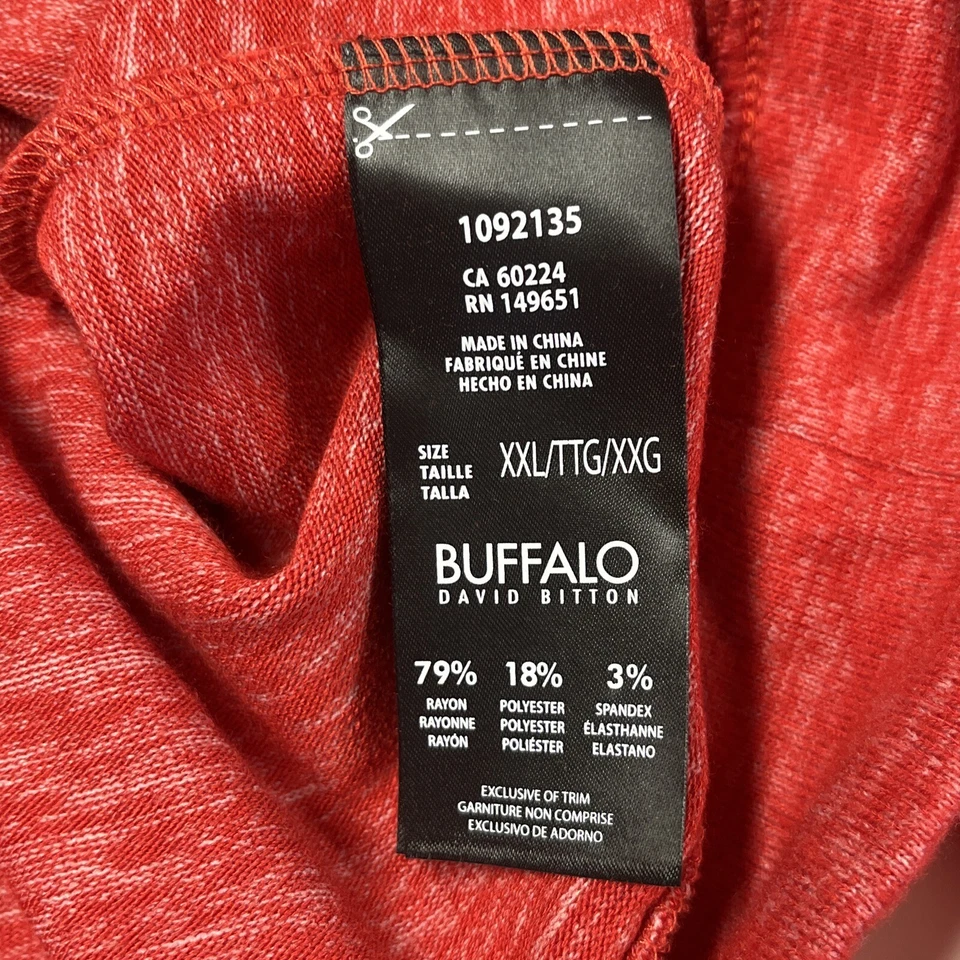 1092135
CA 60224
RN 149651
MADE IN CHINA
FABRIQUÉ EN CHINE
HECHO EN CHINA
SIZE
TAILLE
TALLA
XXL/TTG/XXG
BUFFALO
DAVID BITTON
79% 18% 3%
RAYON POLYESTER SPANDEX
RAYONNE POLYESTER ÉLASTHANNE
RAYÓN POLIÉSTER ELASTANO
EXCLUSIVE OF TRIM
GARNITURE NON COMPRISE
EXCLUSIVO DE ADORNO